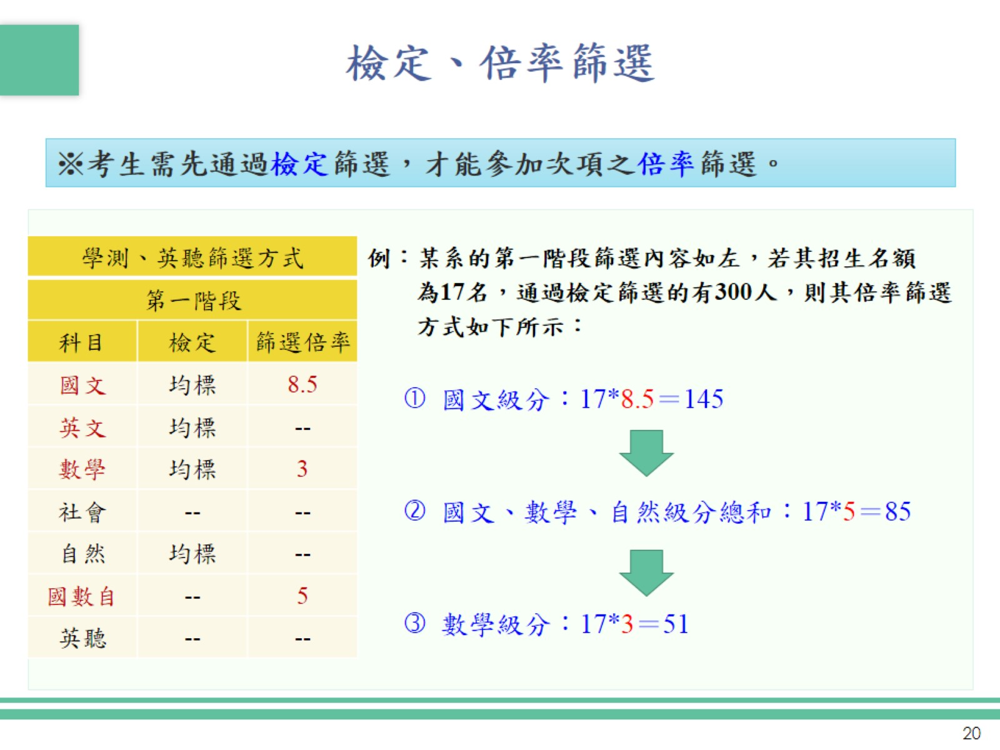 檢定、倍率篩選
※考生需先通過檢定篩選，才能參加次項之倍率篩選。
學測、英聽篩選方式
第一階段
科目 檢定 篩選倍率
國文 均標 8.5
英文 均標 --
數學 均標 3
社會 -- --
自然 均標 --
國數自 -- 5
英聽 -- --
例：某系的第一階段篩選內容如左，若其招生名額
為17名，通過檢定篩選的有300人，則其倍率篩選
方式如下所示：
① 國文級分：17*8.5＝145
② 國文、數學、自然級分總和：17*5＝85
③ 數學級分：17*3＝51
20